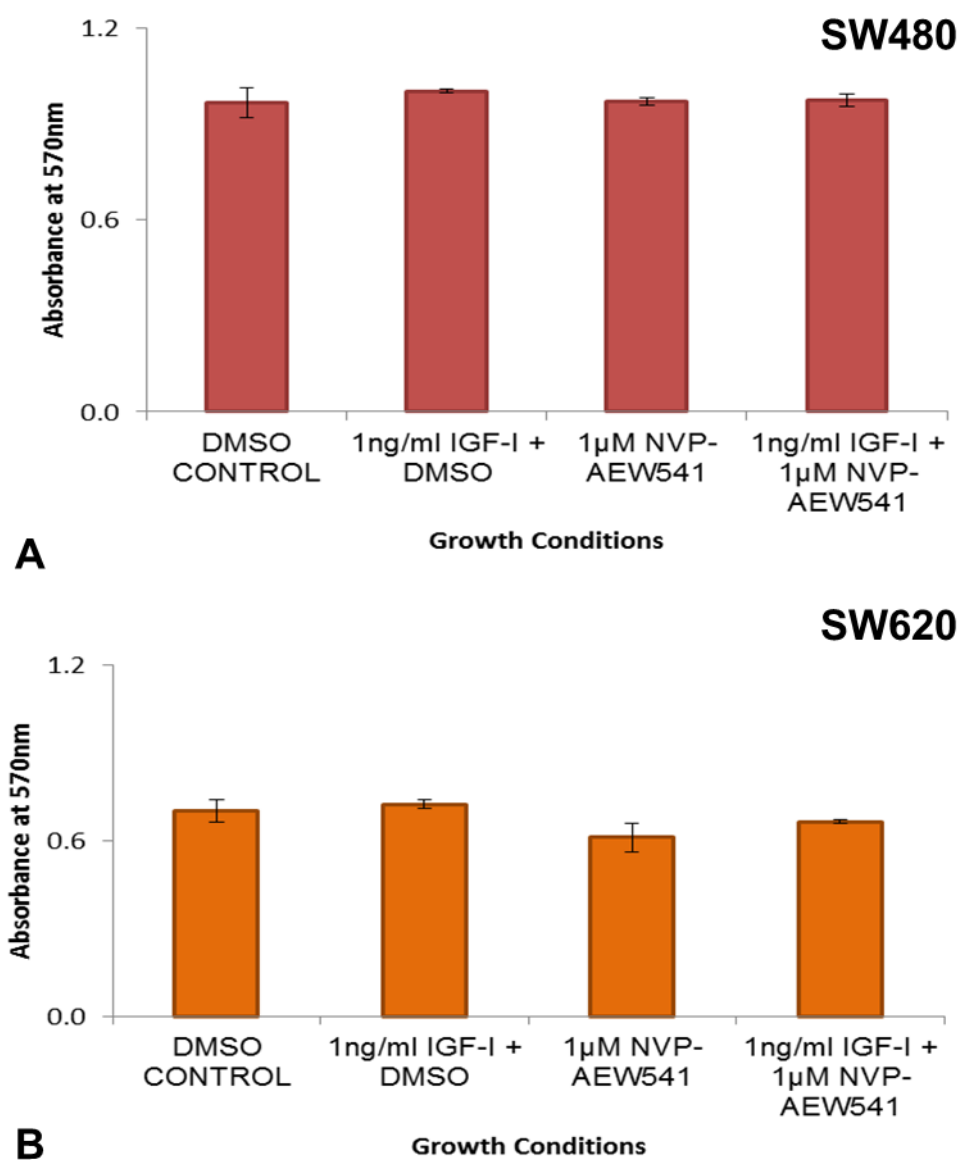 SW480
1.2
0.6
0.0
Absorbance at 570nm
DMSO
CONTROL
1ng/ml IGF-I +
DMSO
1µM NVP-
AEW541
1ng/ml IGF-I +
1µM NVP-
AEW541
Growth Conditions
A
SW620
1.2
0.6
0.0
Absorbance at 570nm
DMSO
CONTROL
1ng/ml IGF-I +
DMSO
1µM NVP-
AEW541
1ng/ml IGF-I +
1µM NVP-
AEW541
Growth Conditions
B